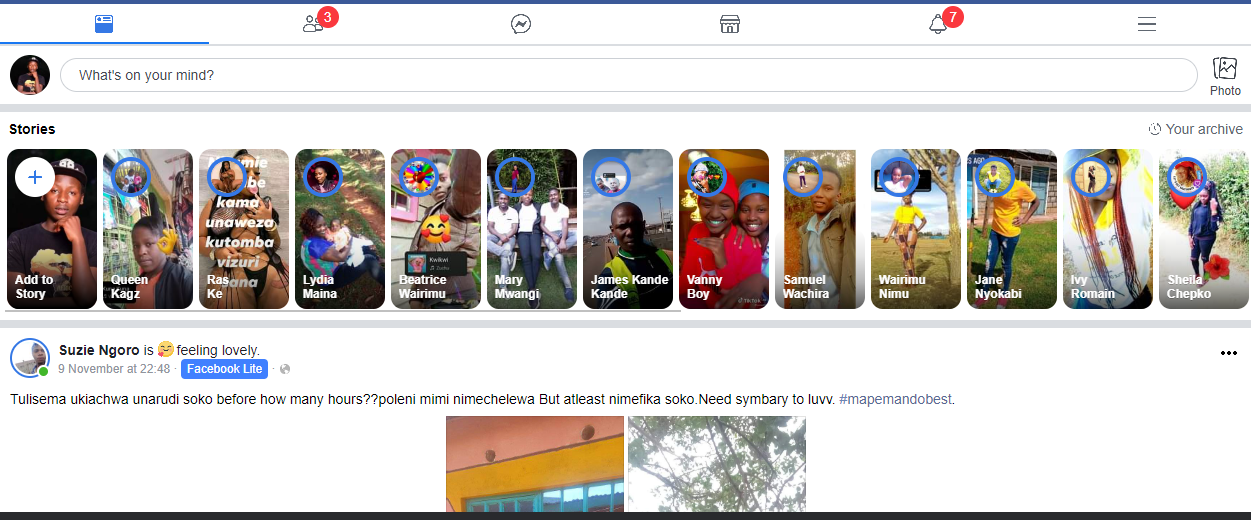 3
7
What's on your mind?
Photo
Stories
Your archive
Add to
Story
Queen
Kagz
kama
unaweza
kutomba
vizuri
Ras
Ke
Lydia
Maina
Kwikwi
Beatrice
Wairimu
Mary
Mwangi
James Kande
Kande
Vanny
Boy
TikTok
Samuel
Wachira
Wairimu
Nimu
S AGO
Jane
Nyokabi
Ivy
Romain
Sheila
Chepko
Suzie Ngoro is 🥰 feeling lovely.
9 November at 22:48 · Facebook Lite ·
Tulisema ukiachwa unarudi soko before how many hours??poleni mimi nimechelewa But atleast nimefika soko.Need symbary to luvv. #mapemandobest.